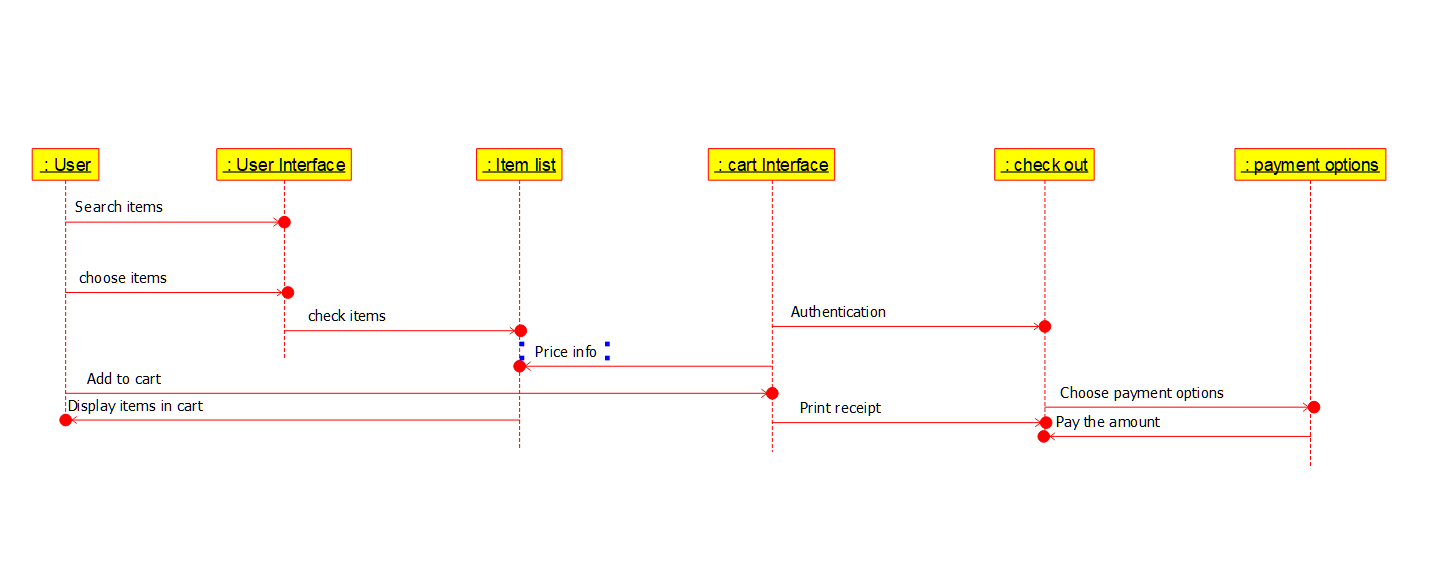 : User
: User Interface
: Item list
: cart Interface
: check out
: payment options
Search items
choose items
check items
Authentication
Price info
Add to cart
Choose payment options
Display items in cart
Print receipt
Pay the amount